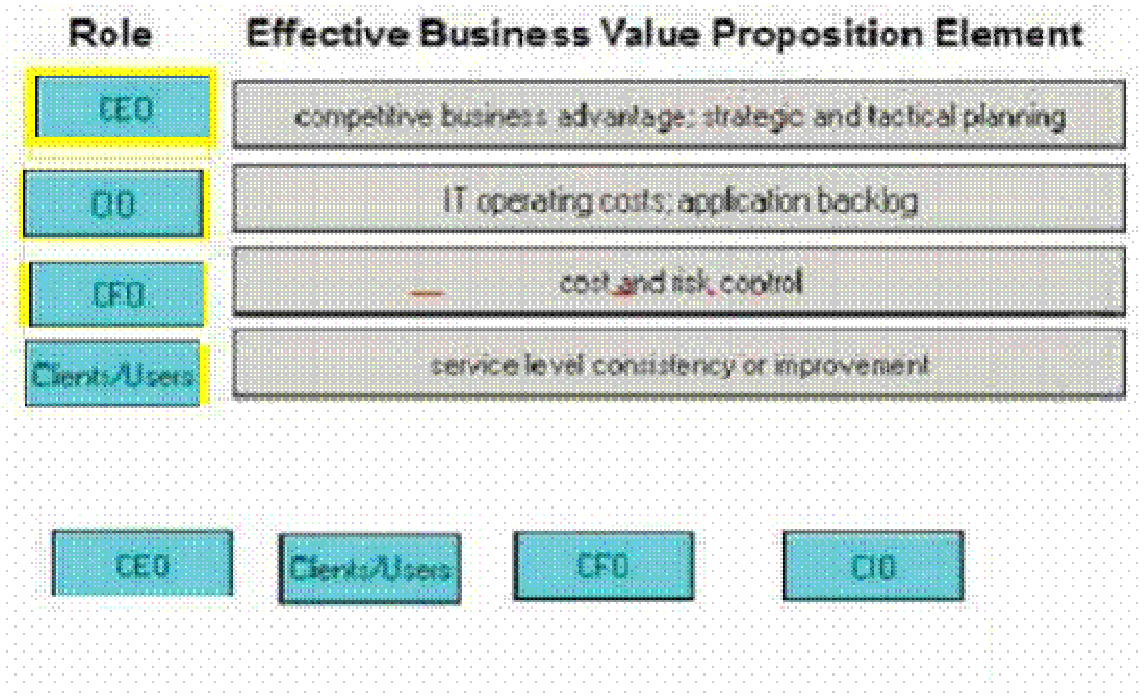 Role Effective Business Value Proposition Element
CEO competitive business advantage; strategic and tactical planning
CIO IT operating costs; application backlog
CFO cost and risk control
Clients/Users service level consistency or improvement
CEO Clients/Users CFO CIO